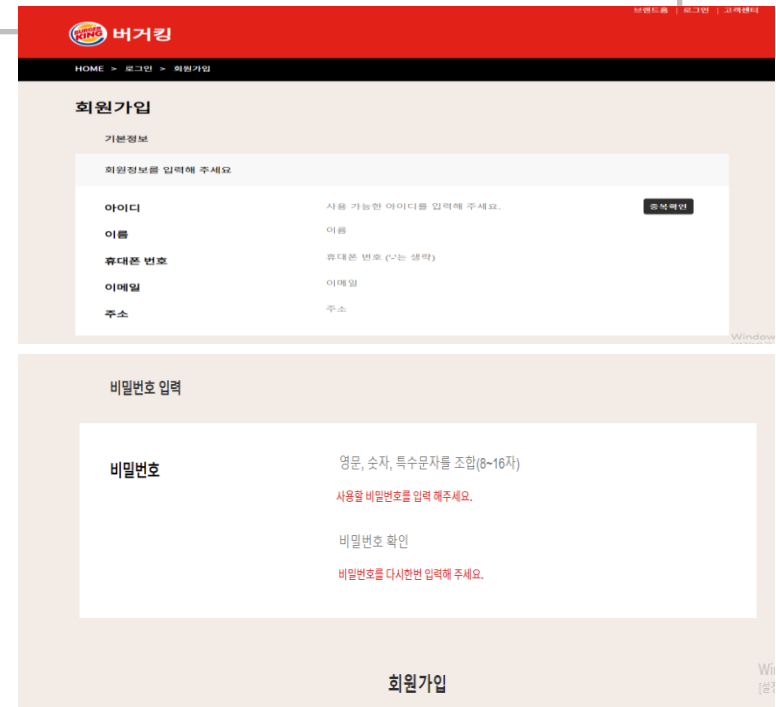 브랜드홈 | 로그인 | 고객센터
BURGER KING 버거킹
HOME > 로그인 > 회원가입
회원가입
기본정보
회원정보를 입력해 주세요
아이디 사용 가능한 아이디를 입력해 주세요. 중복확인
이름 이름
휴대폰 번호 휴대폰 번호 ('-'는 생략)
이메일 이메일
주소 주소
Window
비밀번호 입력
비밀번호 영문, 숫자, 특수문자를 조합(8~16자)
사용할 비밀번호를 입력 해주세요.
비밀번호 확인
비밀번호를 다시한번 입력해 주세요.
회원가입
Wi